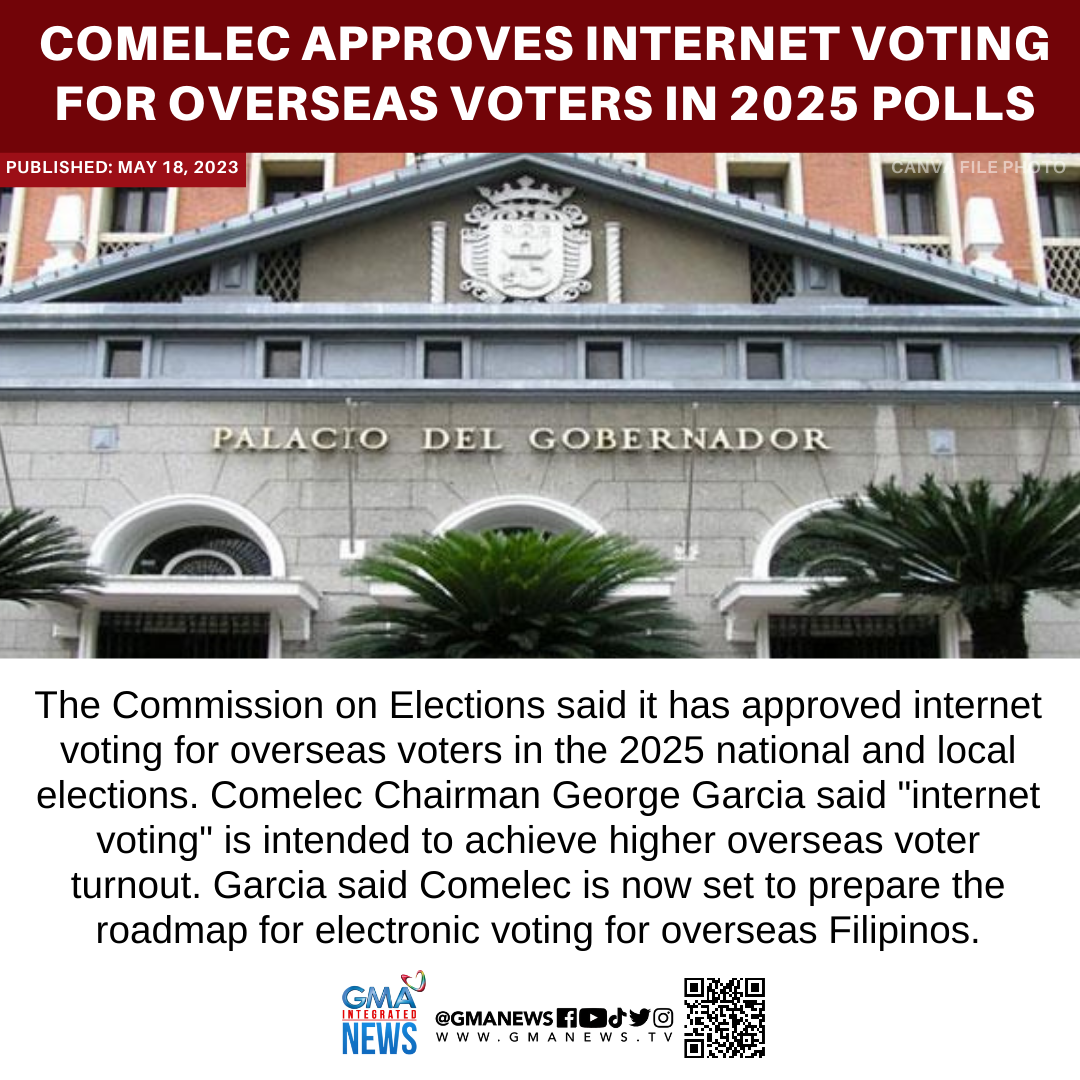 COMELEC APPROVES INTERNET VOTING
FOR OVERSEAS VOTERS IN 2025 POLLS
PUBLISHED: MAY 18, 2023
CANVA FILE PHOTO
PALACIO DEL GOBERNADOR
The Commission on Elections said it has approved internet
voting for overseas voters in the 2025 national and local
elections. Comelec Chairman George Garcia said "internet
voting" is intended to achieve higher overseas voter
turnout. Garcia said Comelec is now set to prepare the
roadmap for electronic voting for overseas Filipinos.
GMA
INTEGRATED
NEWS
@GMANEWS
WWW.GMANEWS.TV